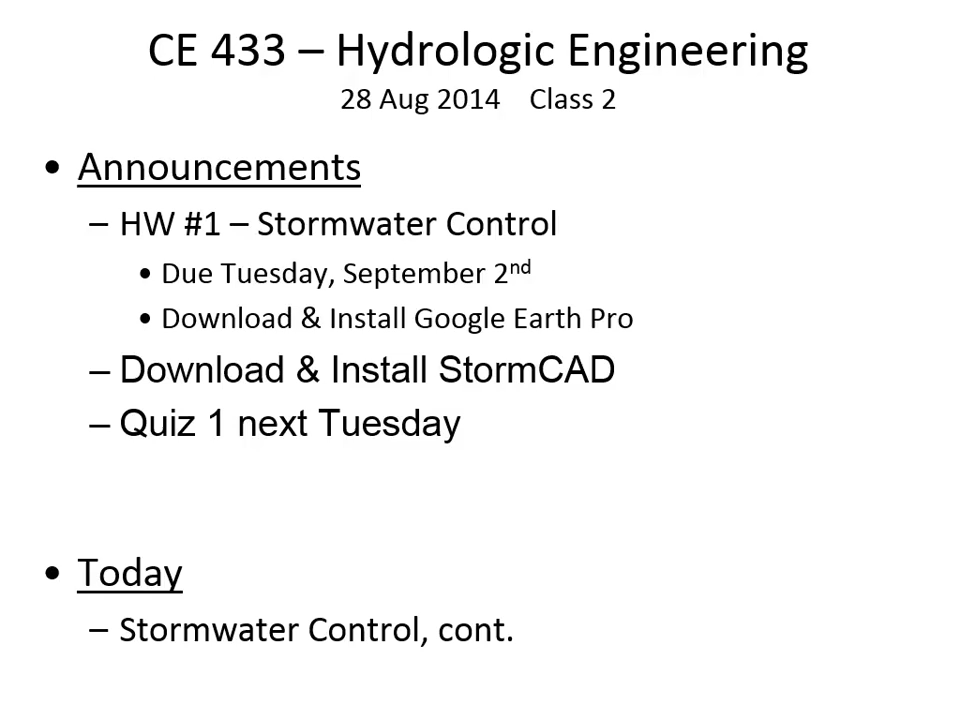 CE 433 – Hydrologic Engineering
28 Aug 2014 Class 2
• Announcements
– HW #1 – Stormwater Control
• Due Tuesday, September 2nd
• Download & Install Google Earth Pro
– Download & Install StormCAD
– Quiz 1 next Tuesday
• Today
– Stormwater Control, cont.